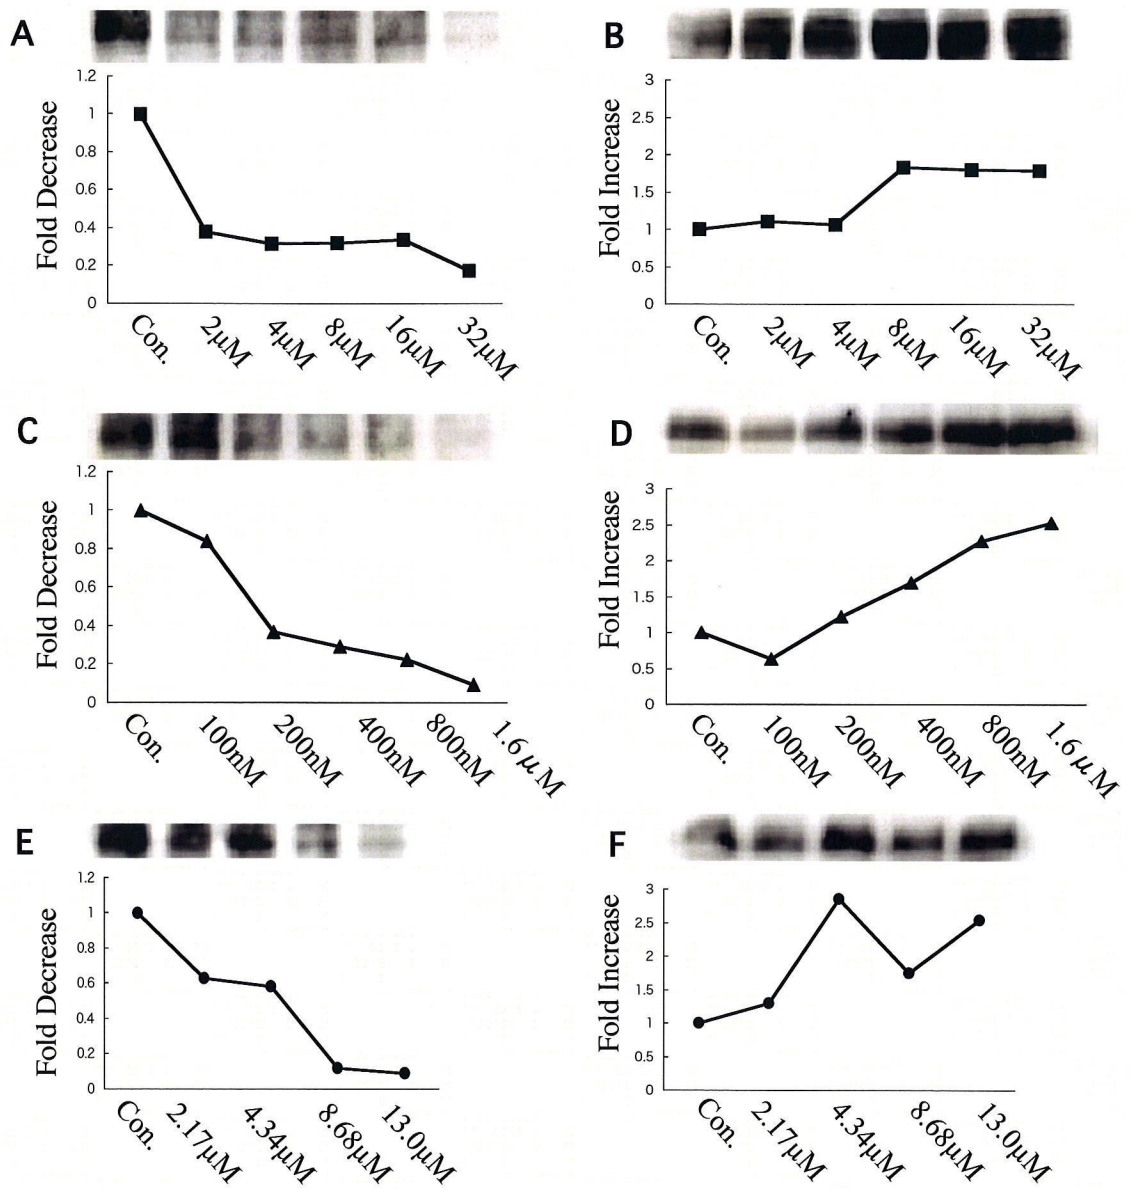 A
Fold Decrease
1.2
1
0.8
0.6
0.4
0.2
0
Con.
2μM
4μM
8μM
16μM
32μM
B
Fold Increase
3
2.5
2
1.5
1
0.5
0
Con.
2μM
4μM
8μM
16μM
32μM
C
Fold Decrease
1.2
1
0.8
0.6
0.4
0.2
0
Con.
100nM
200nM
400nM
800nM
1.6μM
D
Fold Increase
3
2.5
2
1.5
1
0.5
0
Con.
100nM
200nM
400nM
800nM
1.6μM
E
Fold Decrease
1.2
1
0.8
0.6
0.4
0.2
0
Con.
2.17μM
4.34μM
8.68μM
13.0μM
F
Fold Increase
3
2.5
2
1.5
1
0.5
0
Con.
2.17μM
4.34μM
8.68μM
13.0μM